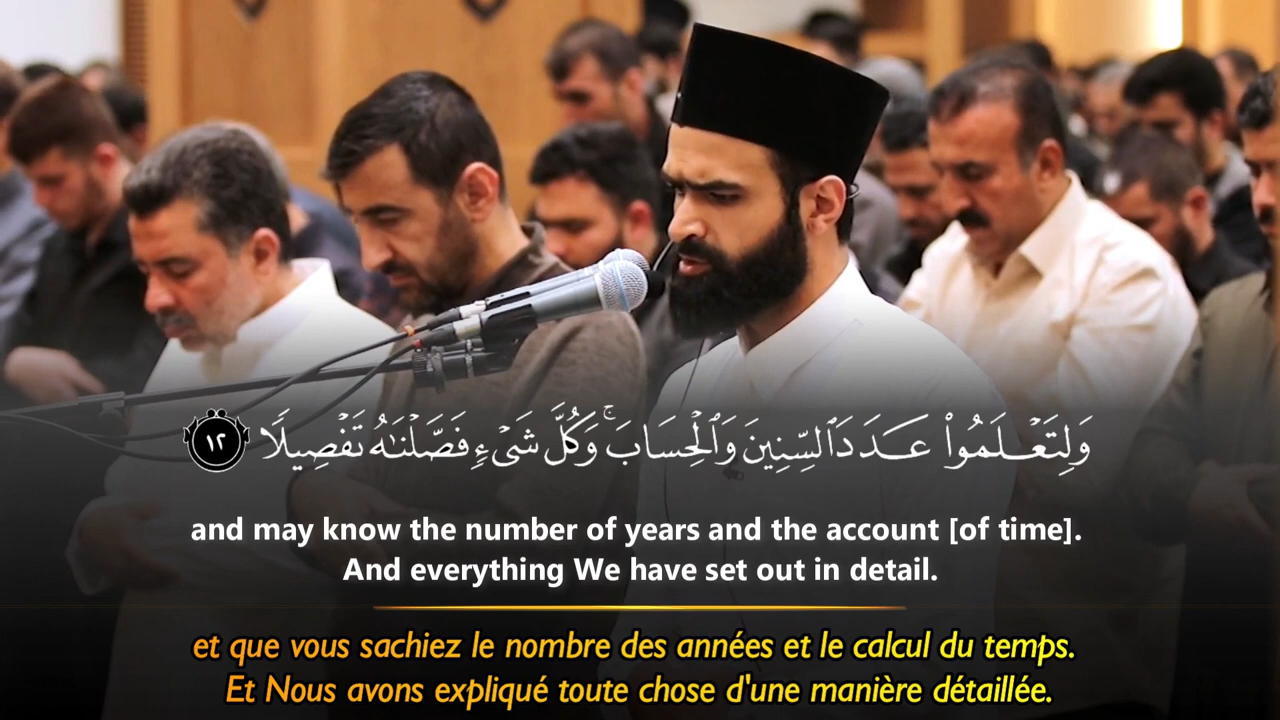 وَلِتَعْلَمُوا۟ عَدَدَ ٱلسِّنِينَ وَٱلْحِسَابَ ۚ وَكُلَّ شَىْءٍ فَصَّلْنَٰهُ تَفْصِيلًا ١٢
and may know the number of years and the account [of time].
And everything We have set out in detail.
et que vous sachiez le nombre des années et le calcul du temps.
Et Nous avons expliqué toute chose d'une manière détaillée.